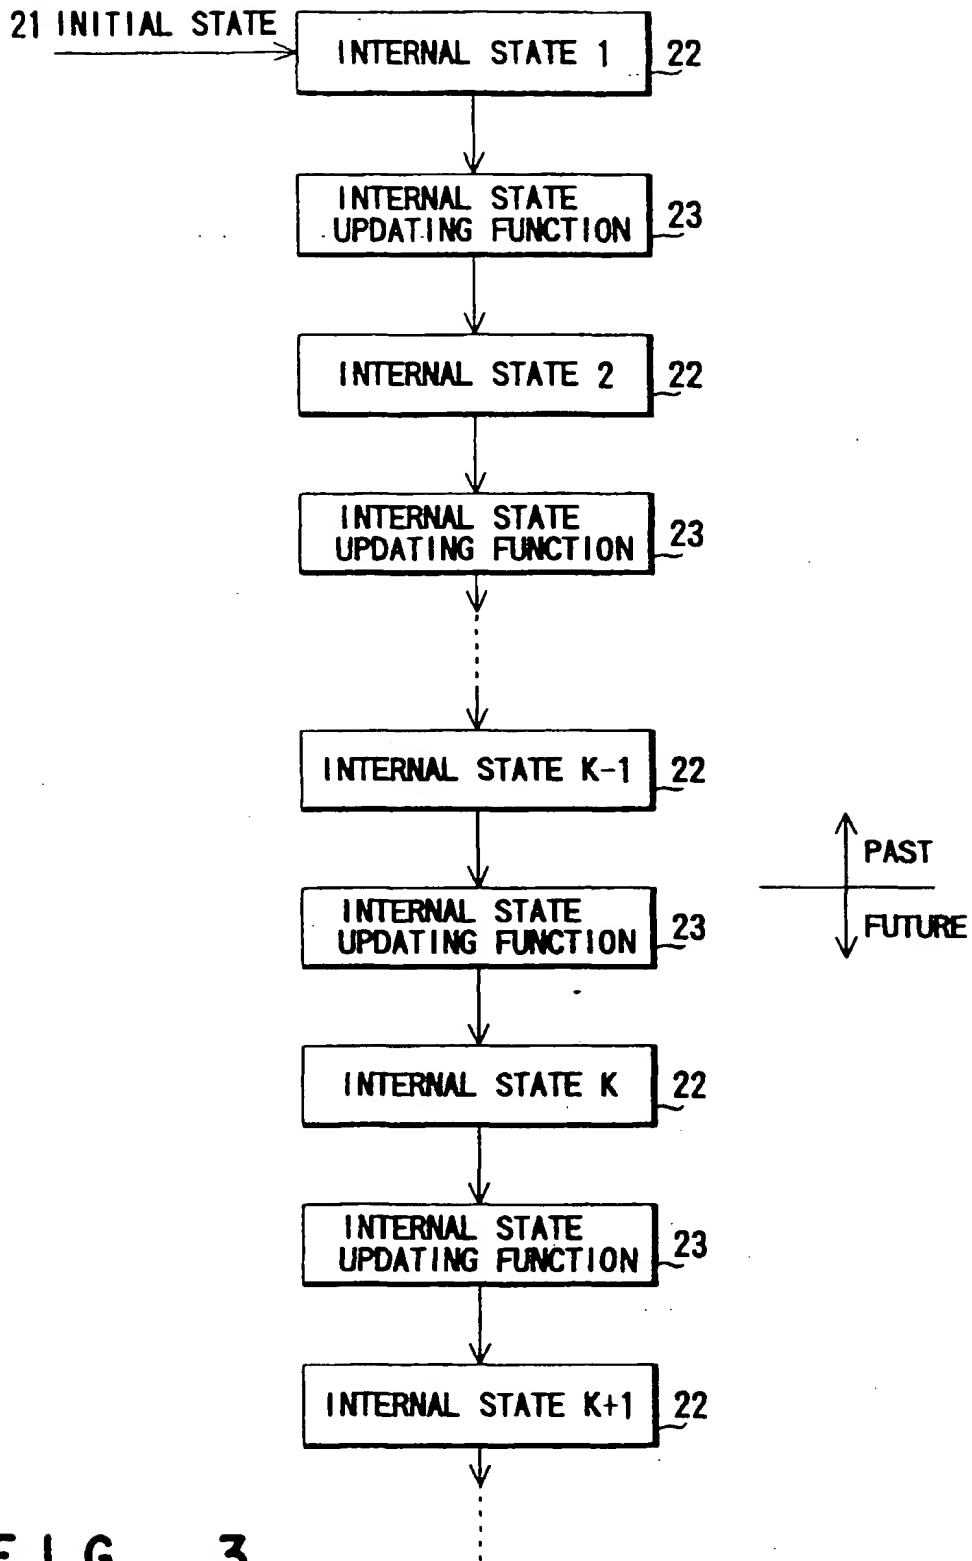 21 INITIAL STATE
INTERNAL STATE 1
22
INTERNAL STATE
UPDATING FUNCTION
23
INTERNAL STATE 2
22
INTERNAL STATE
UPDATING FUNCTION
23
INTERNAL STATE K-1
22
PAST
FUTURE
INTERNAL STATE
UPDATING FUNCTION
23
INTERNAL STATE K
22
INTERNAL STATE
UPDATING FUNCTION
23
INTERNAL STATE K+1
22
FIG. 3